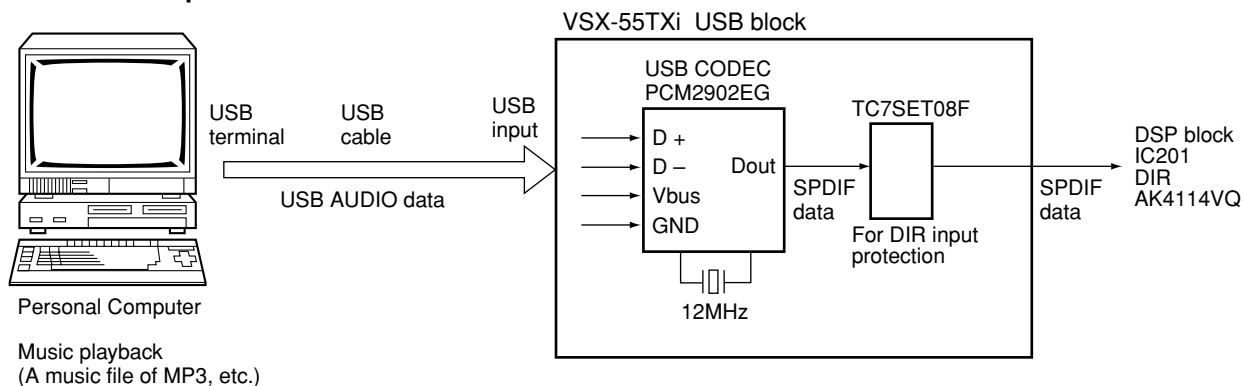 VSX-55TXi USB block
USB CODEC
PCM2902EG
TC7SET08F
USB
terminal
USB
cable
USB
input
USB AUDIO data
D +
D –
Vbus
GND
Dout
SPDIF
data
For DIR input
protection
SPDIF
data
DSP block
IC201
DIR
AK4114VQ
12MHz
Personal Computer
Music playback
(A music file of MP3, etc.)